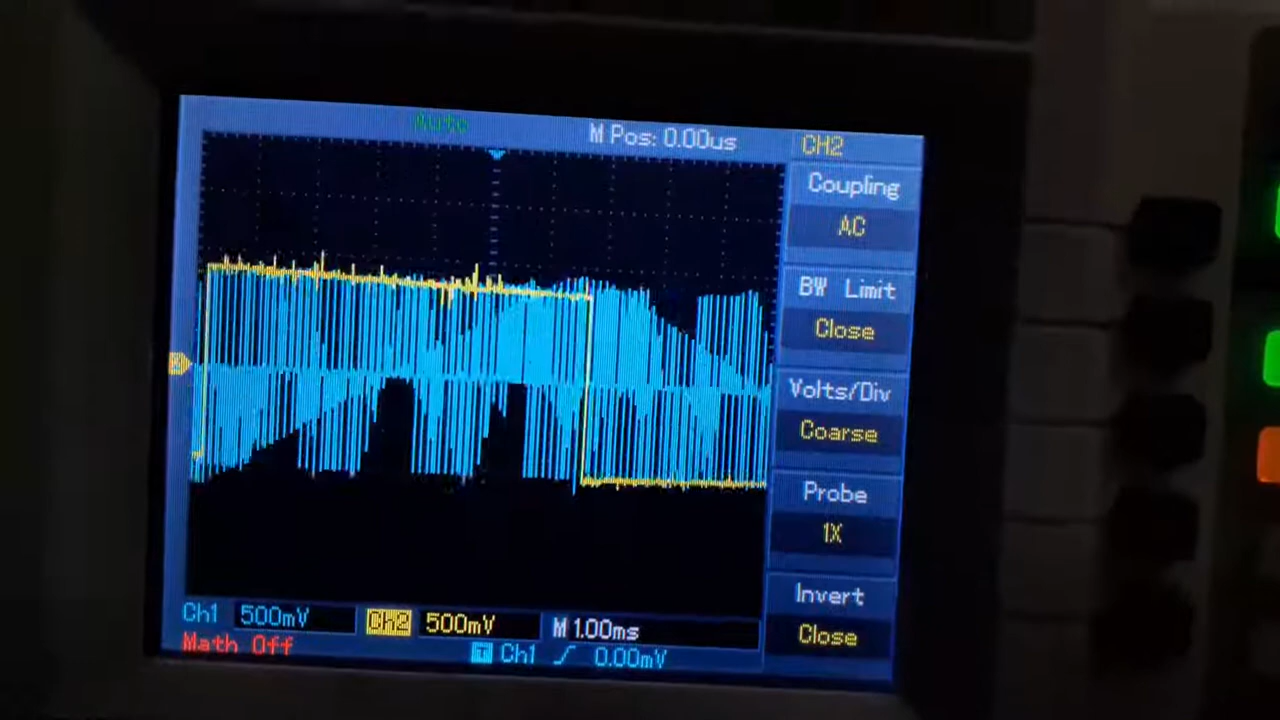 Auto M Pos: 0.00us CH2
Coupling
AC
BW Limit
Close
Volts/Div
Coarse
Probe
1X
Invert
Close
Ch1 500mV CH2 500mV M 1.00ms
Math Off Ch1 0.00mV